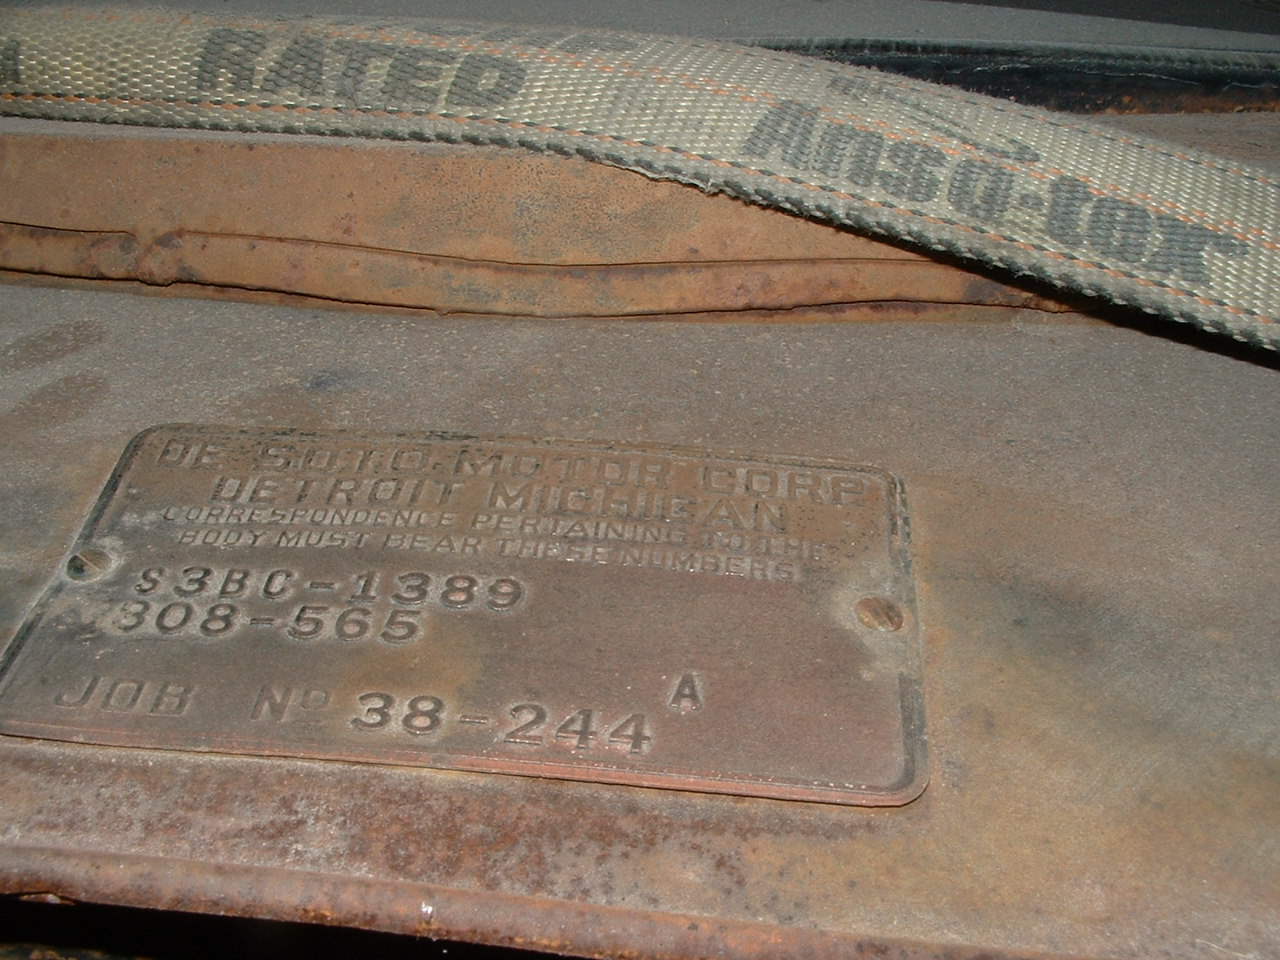 RATED
Anso-tex
DE SOTO MOTOR CORP
DETROIT MICHIGAN
CORRESPONDENCE PERTAINING TO THE
BODY MUST BEAR THESE NUMBERS
S3BC-1389
308-565
A
JOB NO 38-244